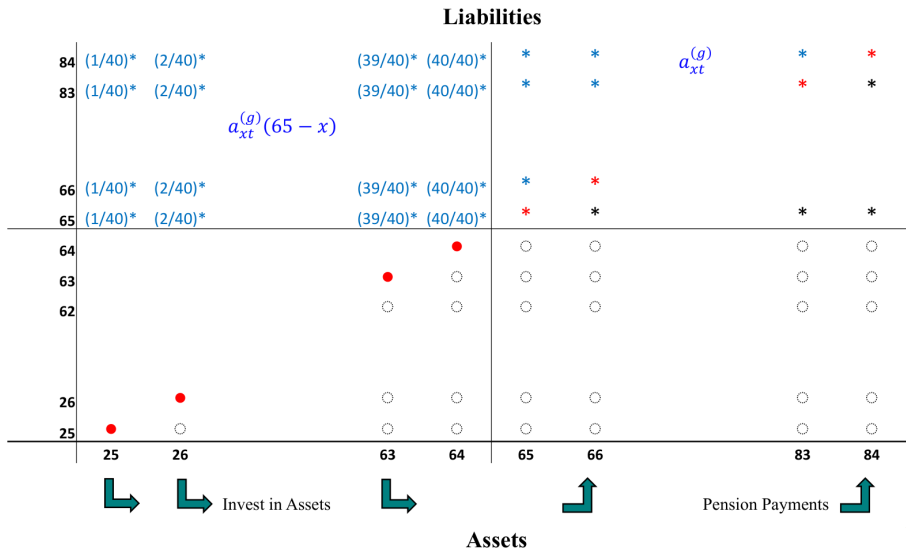 Liabilities
84 (1/40)* (2/40)* (39/40)* (40/40)* * * $a_{xt}^{(g)}$ * *
83 (1/40)* (2/40)* (39/40)* (40/40)* * * * *
$a_{xt}^{(g)}(65-x)$
66 (1/40)* (2/40)* (39/40)* (40/40)* * *
65 (1/40)* (2/40)* (39/40)* (40/40)* * * * *
64
63
62
26
25
25 26 63 64 65 66 83 84
Invest in Assets Pension Payments
Assets